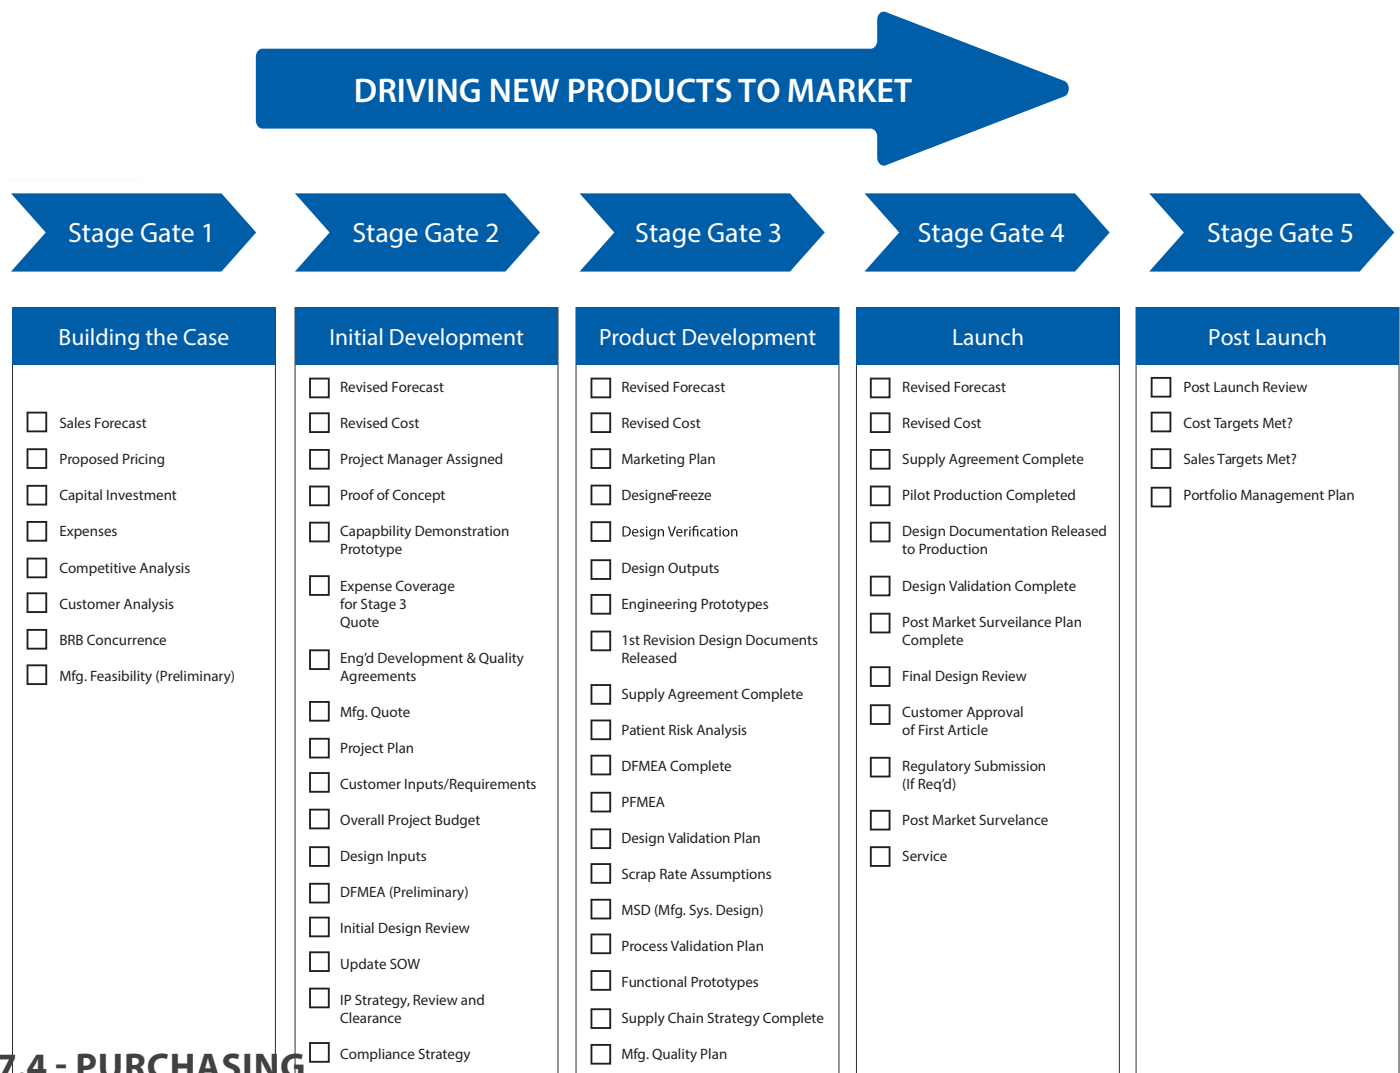 DRIVING NEW PRODUCTS TO MARKET
Stage Gate 1
Stage Gate 2
Stage Gate 3
Stage Gate 4
Stage Gate 5
Building the Case
Sales Forecast
Proposed Pricing
Capital Investment
Expenses
Competitive Analysis
Customer Analysis
BRB Concurrence
Mfg. Feasibility (Preliminary)
Initial Development
Revised Forecast
Revised Cost
Project Manager Assigned
Proof of Concept
Capapbility Demonstration
Prototype
Expense Coverage
for Stage 3
Quote
Eng'd Development & Quality
Agreements
Mfg. Quote
Project Plan
Customer Inputs/Requirements
Overall Project Budget
Design Inputs
DFMEA (Preliminary)
Initial Design Review
Update SOW
IP Strategy, Review and
Clearance
Compliance Strategy
Product Development
Revised Forecast
Revised Cost
Marketing Plan
DesigneFreeze
Design Verification
Design Outputs
Engineering Prototypes
1st Revision Design Documents
Released
Supply Agreement Complete
Patient Risk Analysis
DFMEA Complete
PFMEA
Design Validation Plan
Scrap Rate Assumptions
MSD (Mfg. Sys. Design)
Process Validation Plan
Functional Prototypes
Supply Chain Strategy Complete
Mfg. Quality Plan
Launch
Revised Forecast
Revised Cost
Supply Agreement Complete
Pilot Production Completed
Design Documentation Released
to Production
Design Validation Complete
Post Market Surveilance Plan
Complete
Final Design Review
Customer Approval
of First Article
Regulatory Submission
(If Req'd)
Post Market Survelance
Service
Post Launch
Post Launch Review
Cost Targets Met?
Sales Targets Met?
Portfolio Management Plan
7.4 - PURCHASING